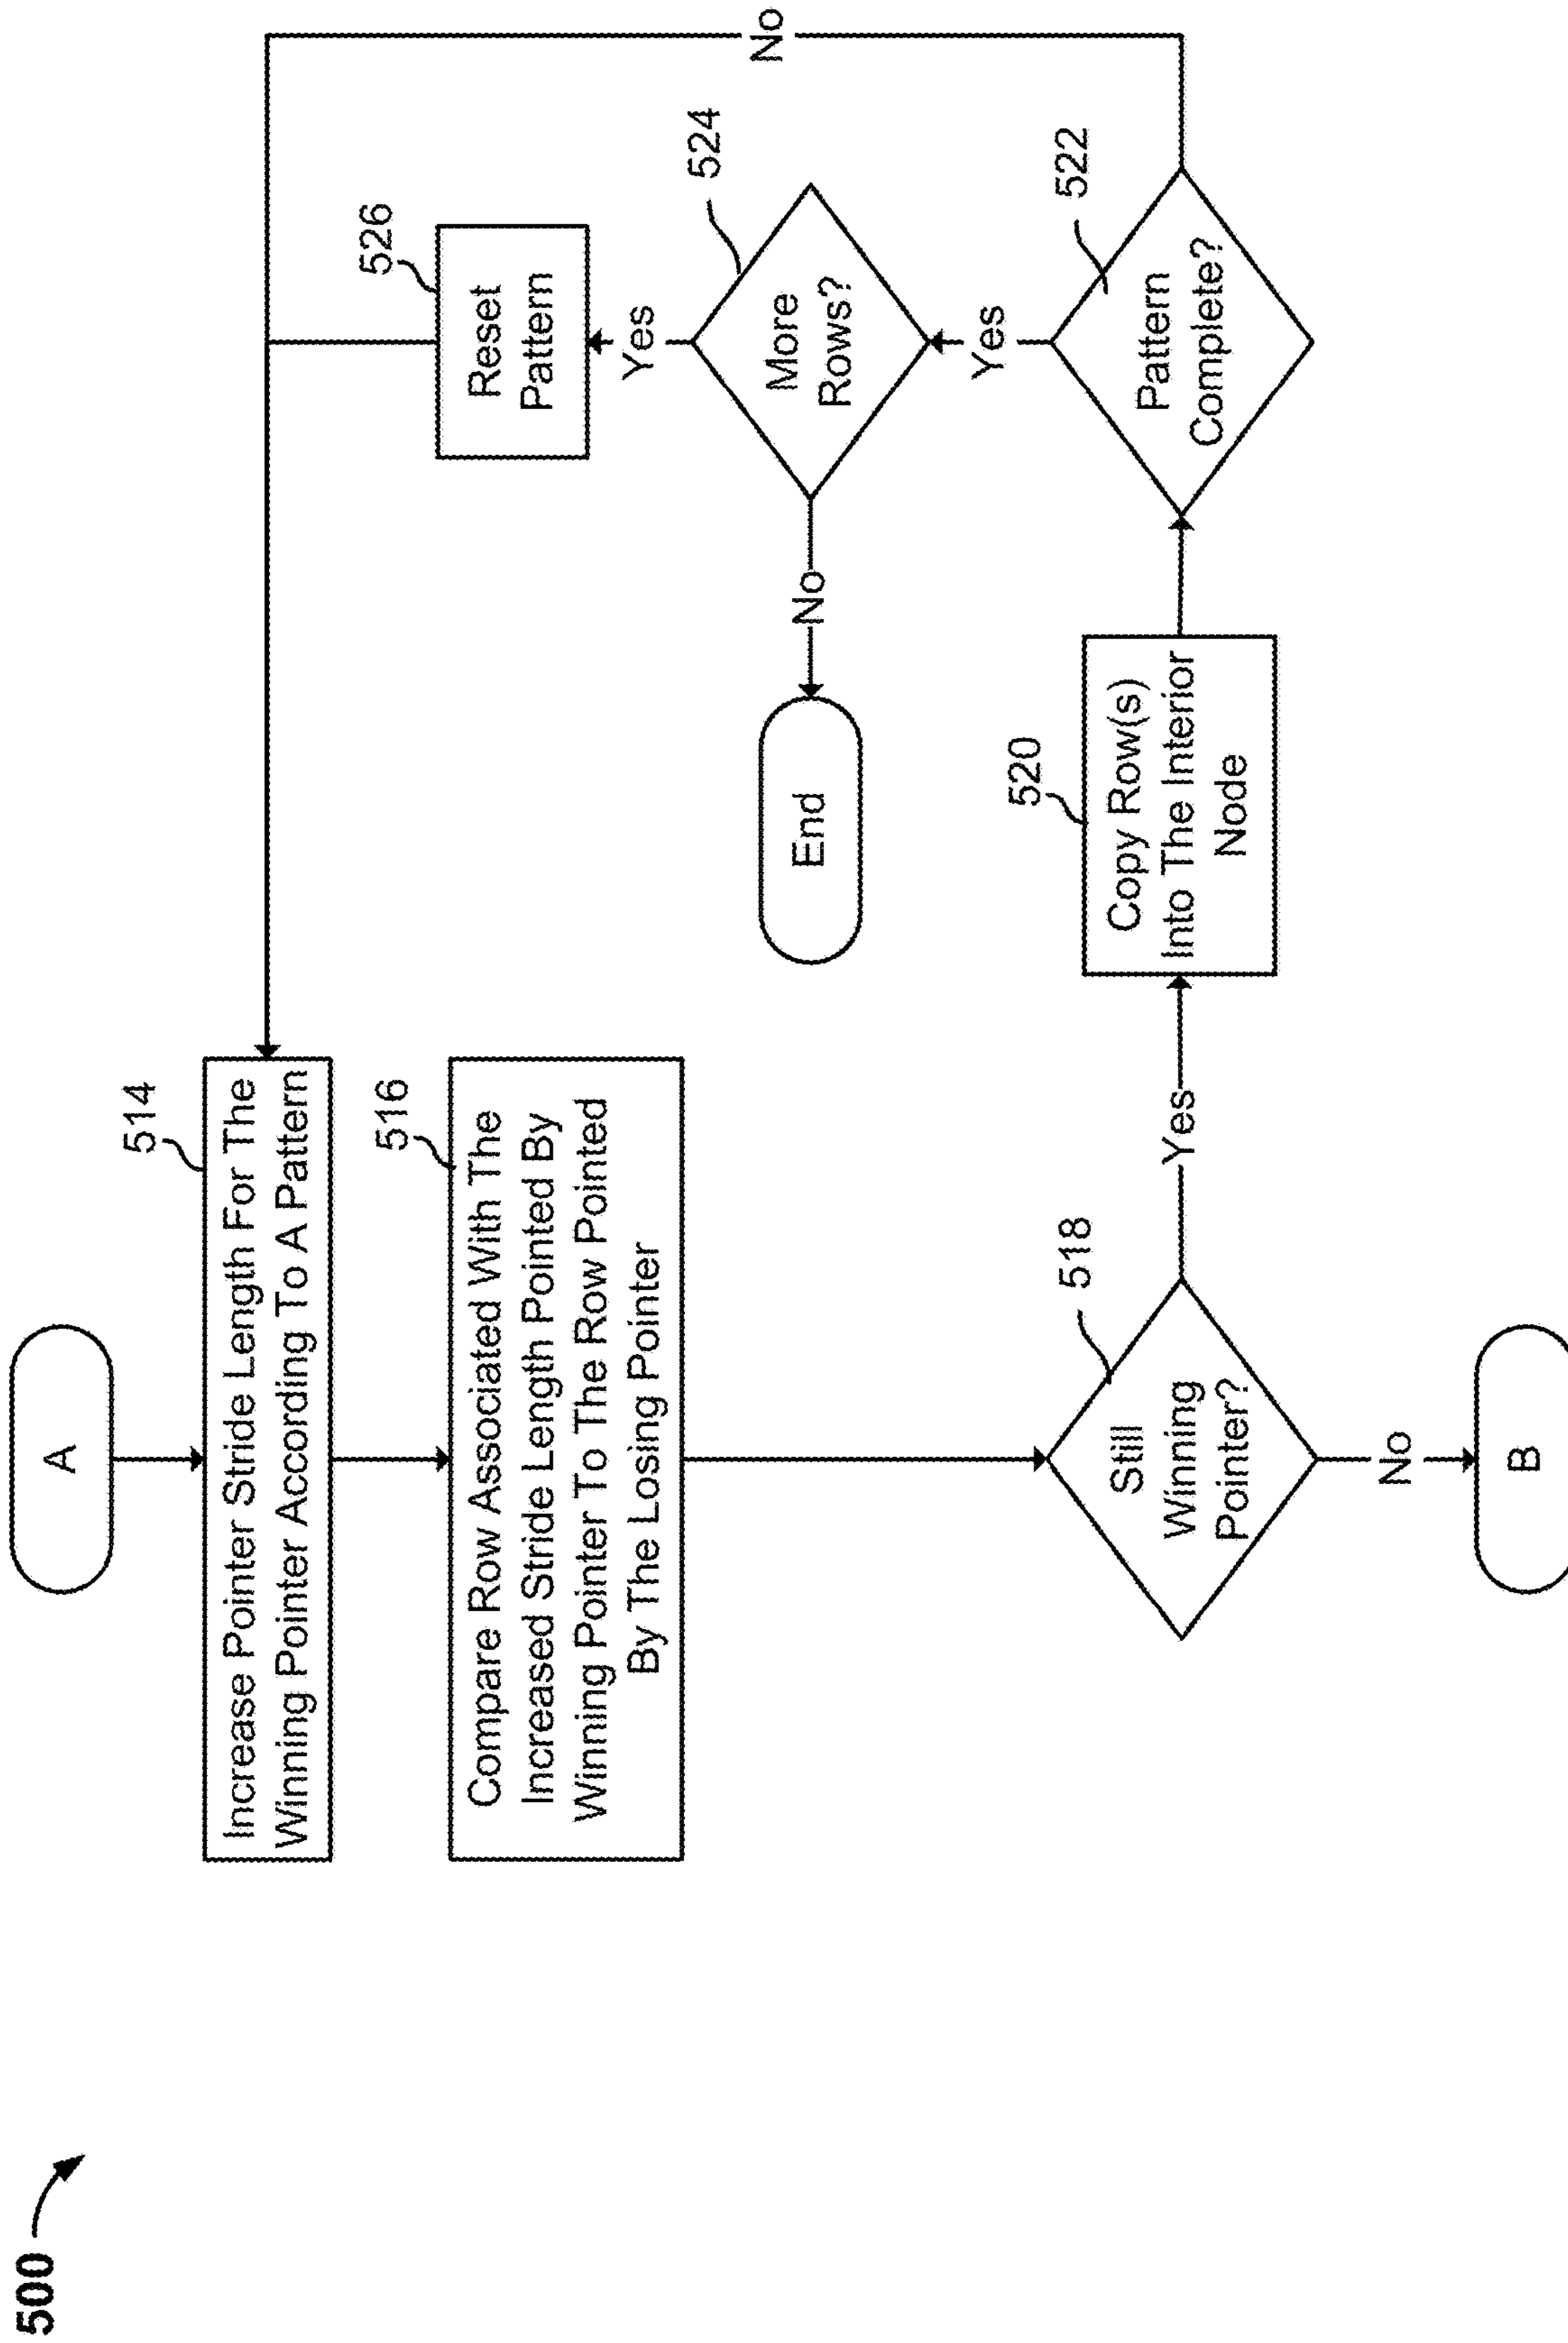 500
A
514
Increase Pointer Stride Length For The
Winning Pointer According To A Pattern
516
Compare Row Associated With The
Increased Stride Length Pointed By
Winning Pointer To The Row Pointed
By The Losing Pointer
518
Still
Winning
Pointer?
No
B
Yes
520
Copy Row(s)
Into The Interior
Node
522
Pattern
Complete?
No
Yes
524
More
Rows?
No
End
Yes
526
Reset
Pattern